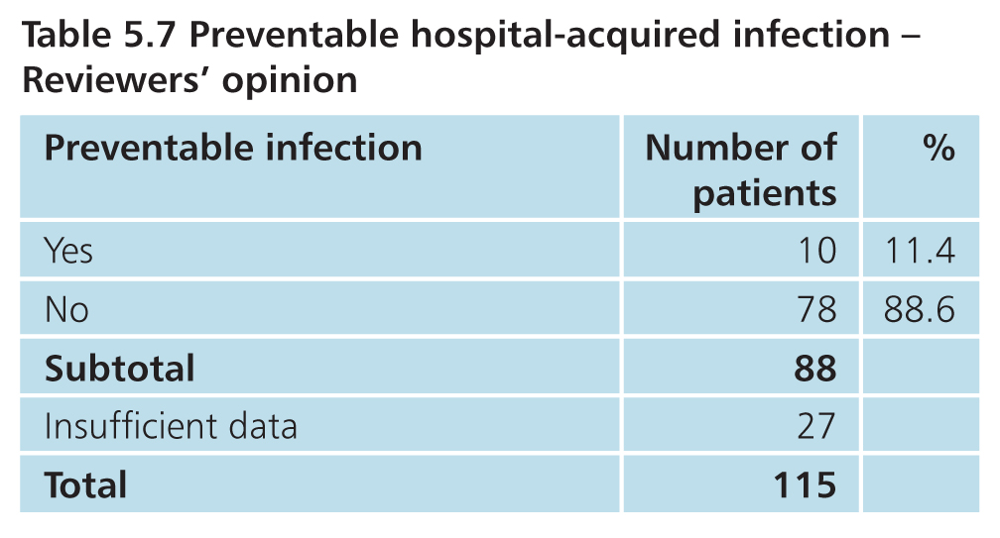 Table 5.7 Preventable hospital-acquired infection –
Reviewers’ opinion
Preventable infection Number of patients %
Yes 10 11.4
No 78 88.6
Subtotal 88
Insufficient data 27
Total 115